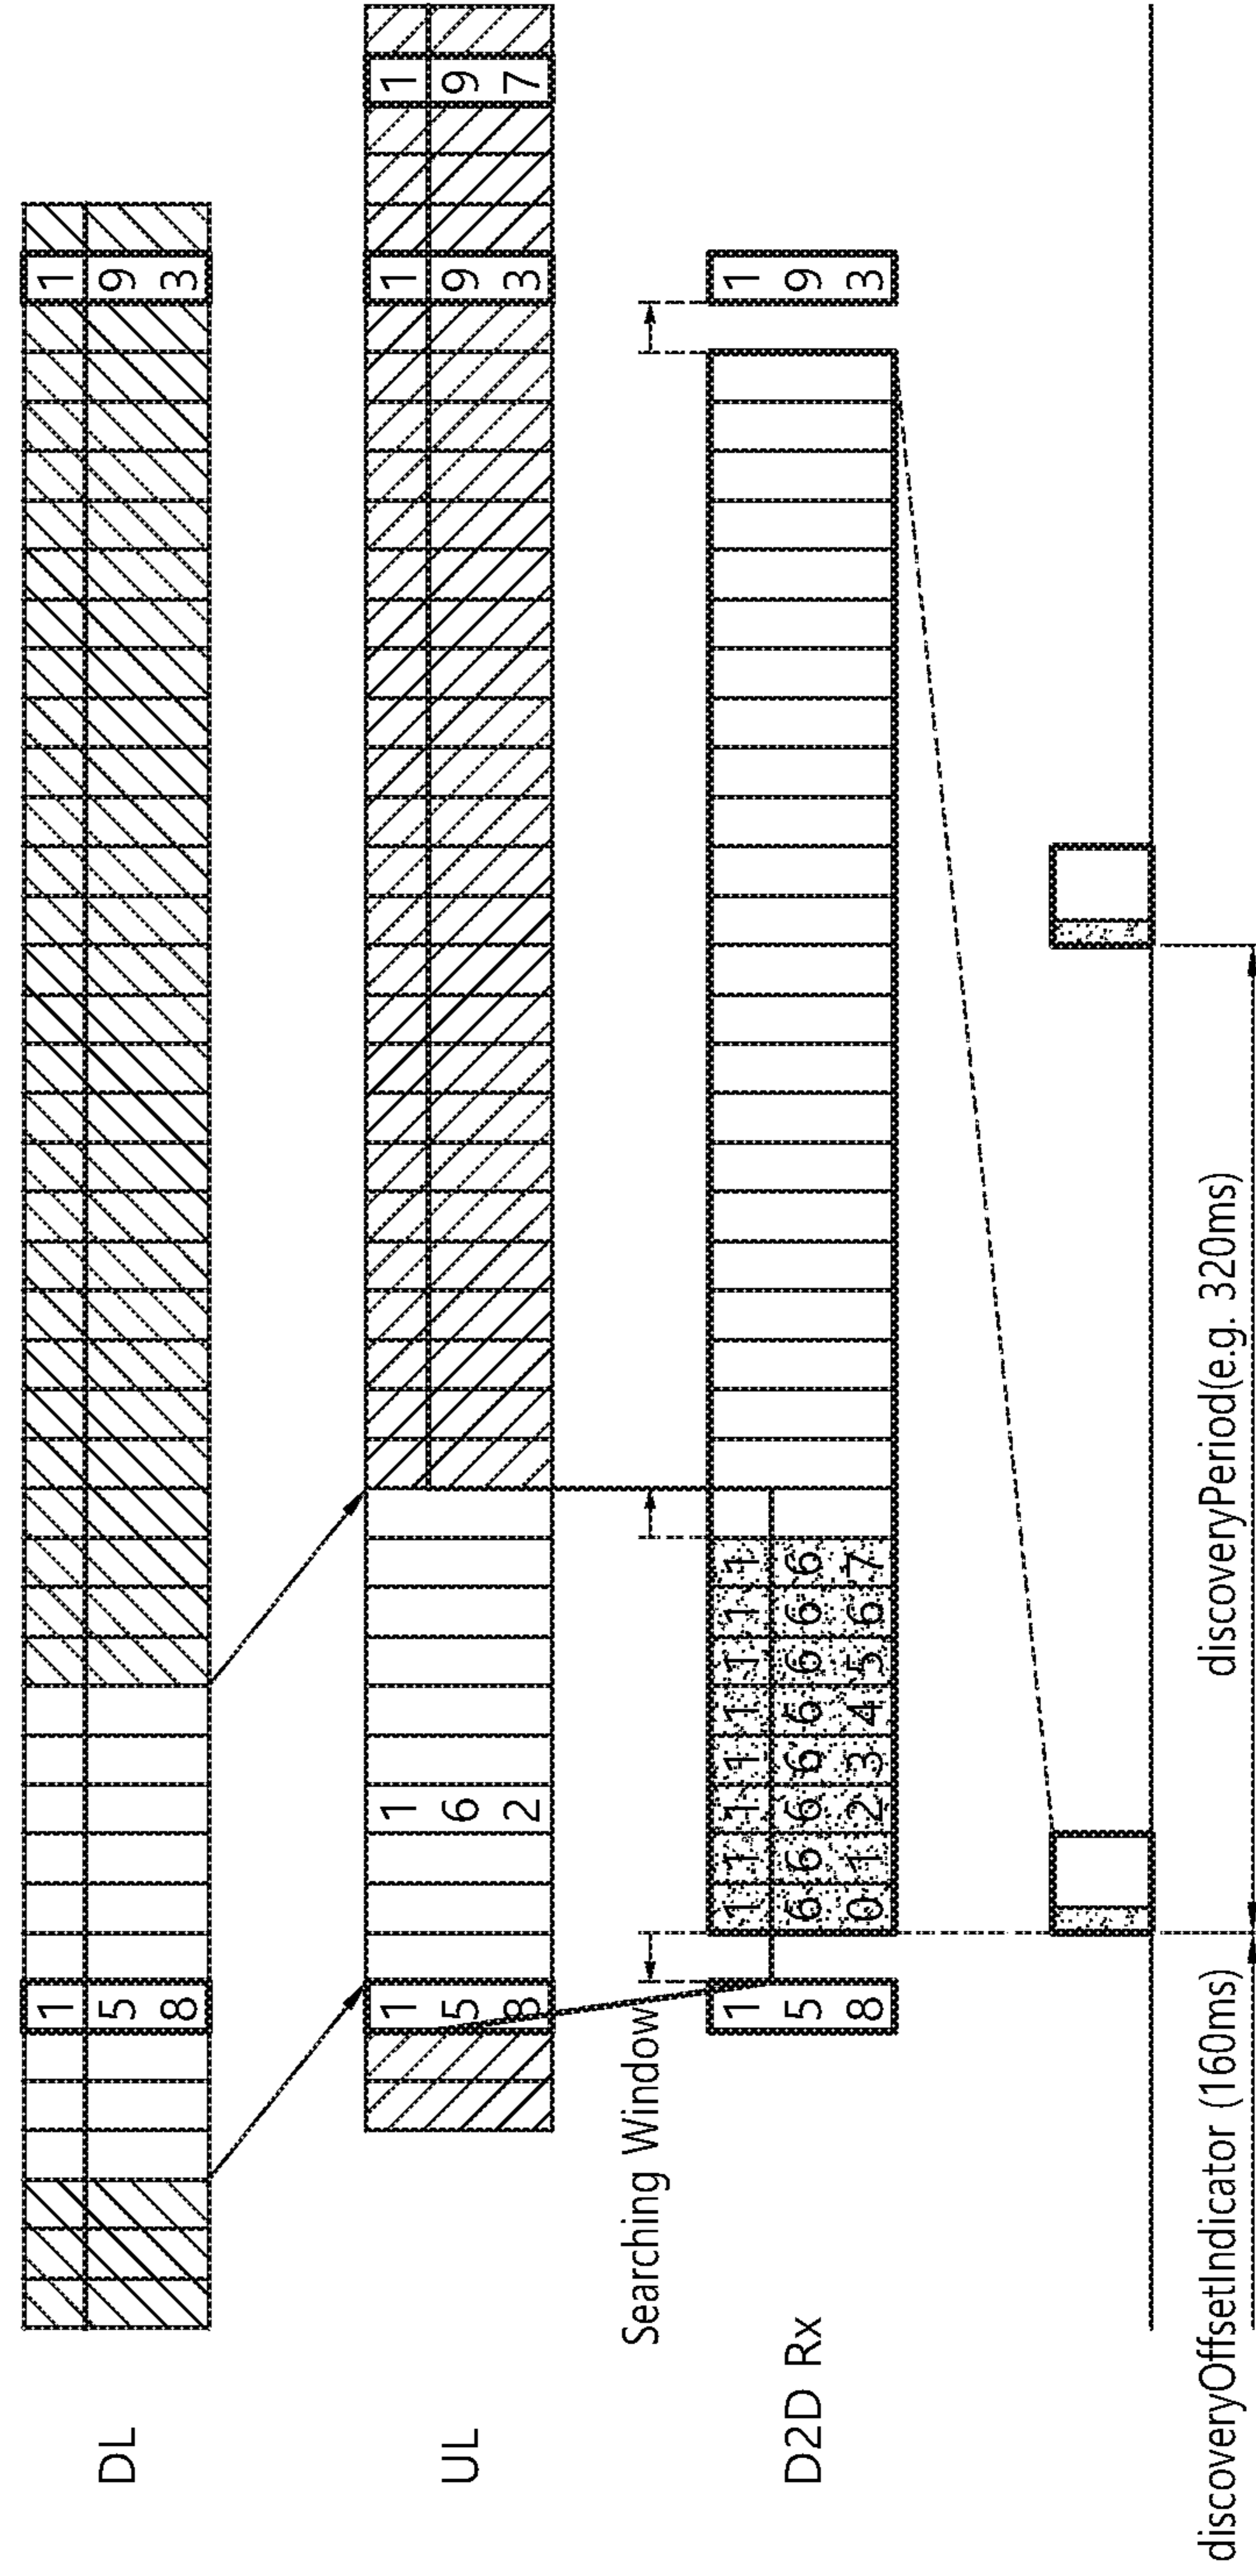 DL
158
193
UL
158
162
193
197
Searching Window
D2D Rx
158
160
161
162
163
164
165
166
167
193
discoveryOffsetIndicator (160ms)
discoveryPeriod(e.g. 320ms)